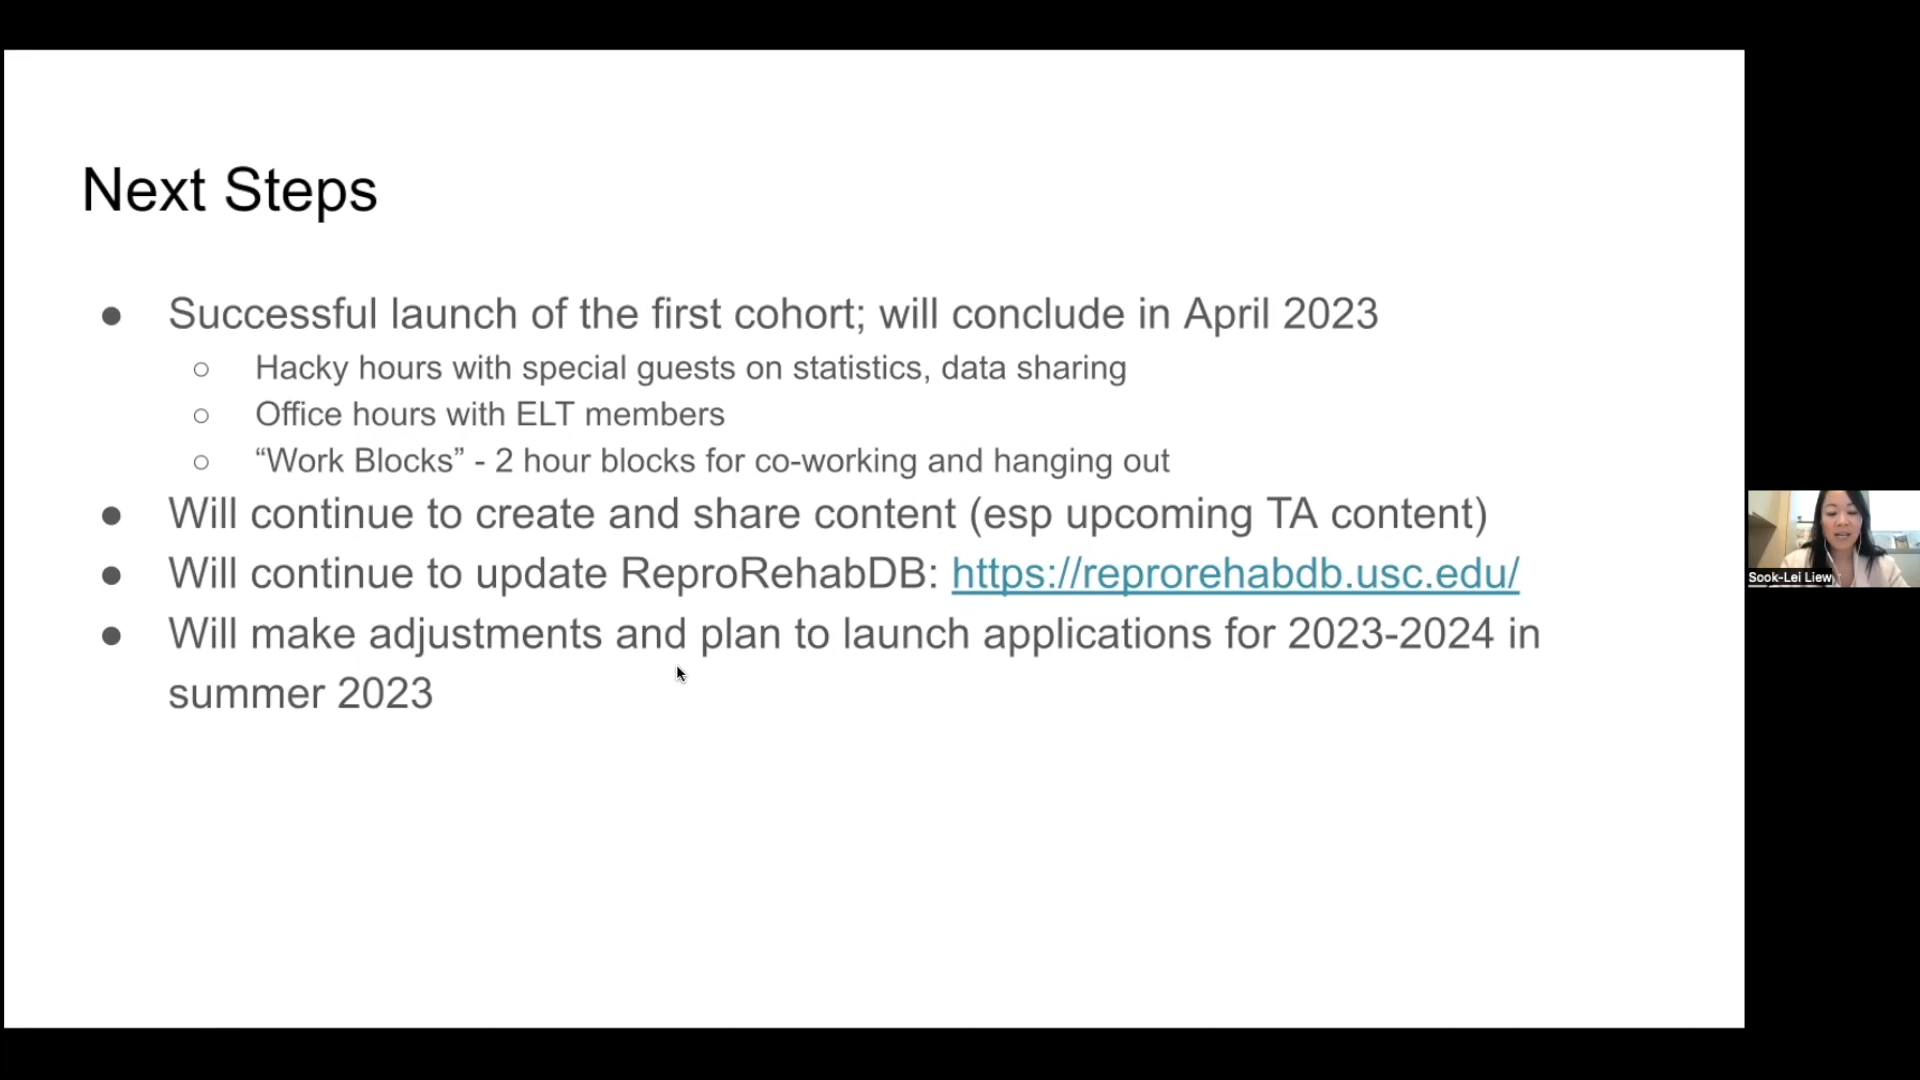 Next Steps
● Successful launch of the first cohort; will conclude in April 2023
○ Hacky hours with special guests on statistics, data sharing
○ Office hours with ELT members
○ “Work Blocks” - 2 hour blocks for co-working and hanging out
● Will continue to create and share content (esp upcoming TA content)
● Will continue to update ReproRehabDB: https://reprorehabdb.usc.edu/
● Will make adjustments and plan to launch applications for 2023-2024 in
summer 2023
Sook-Lei Liew